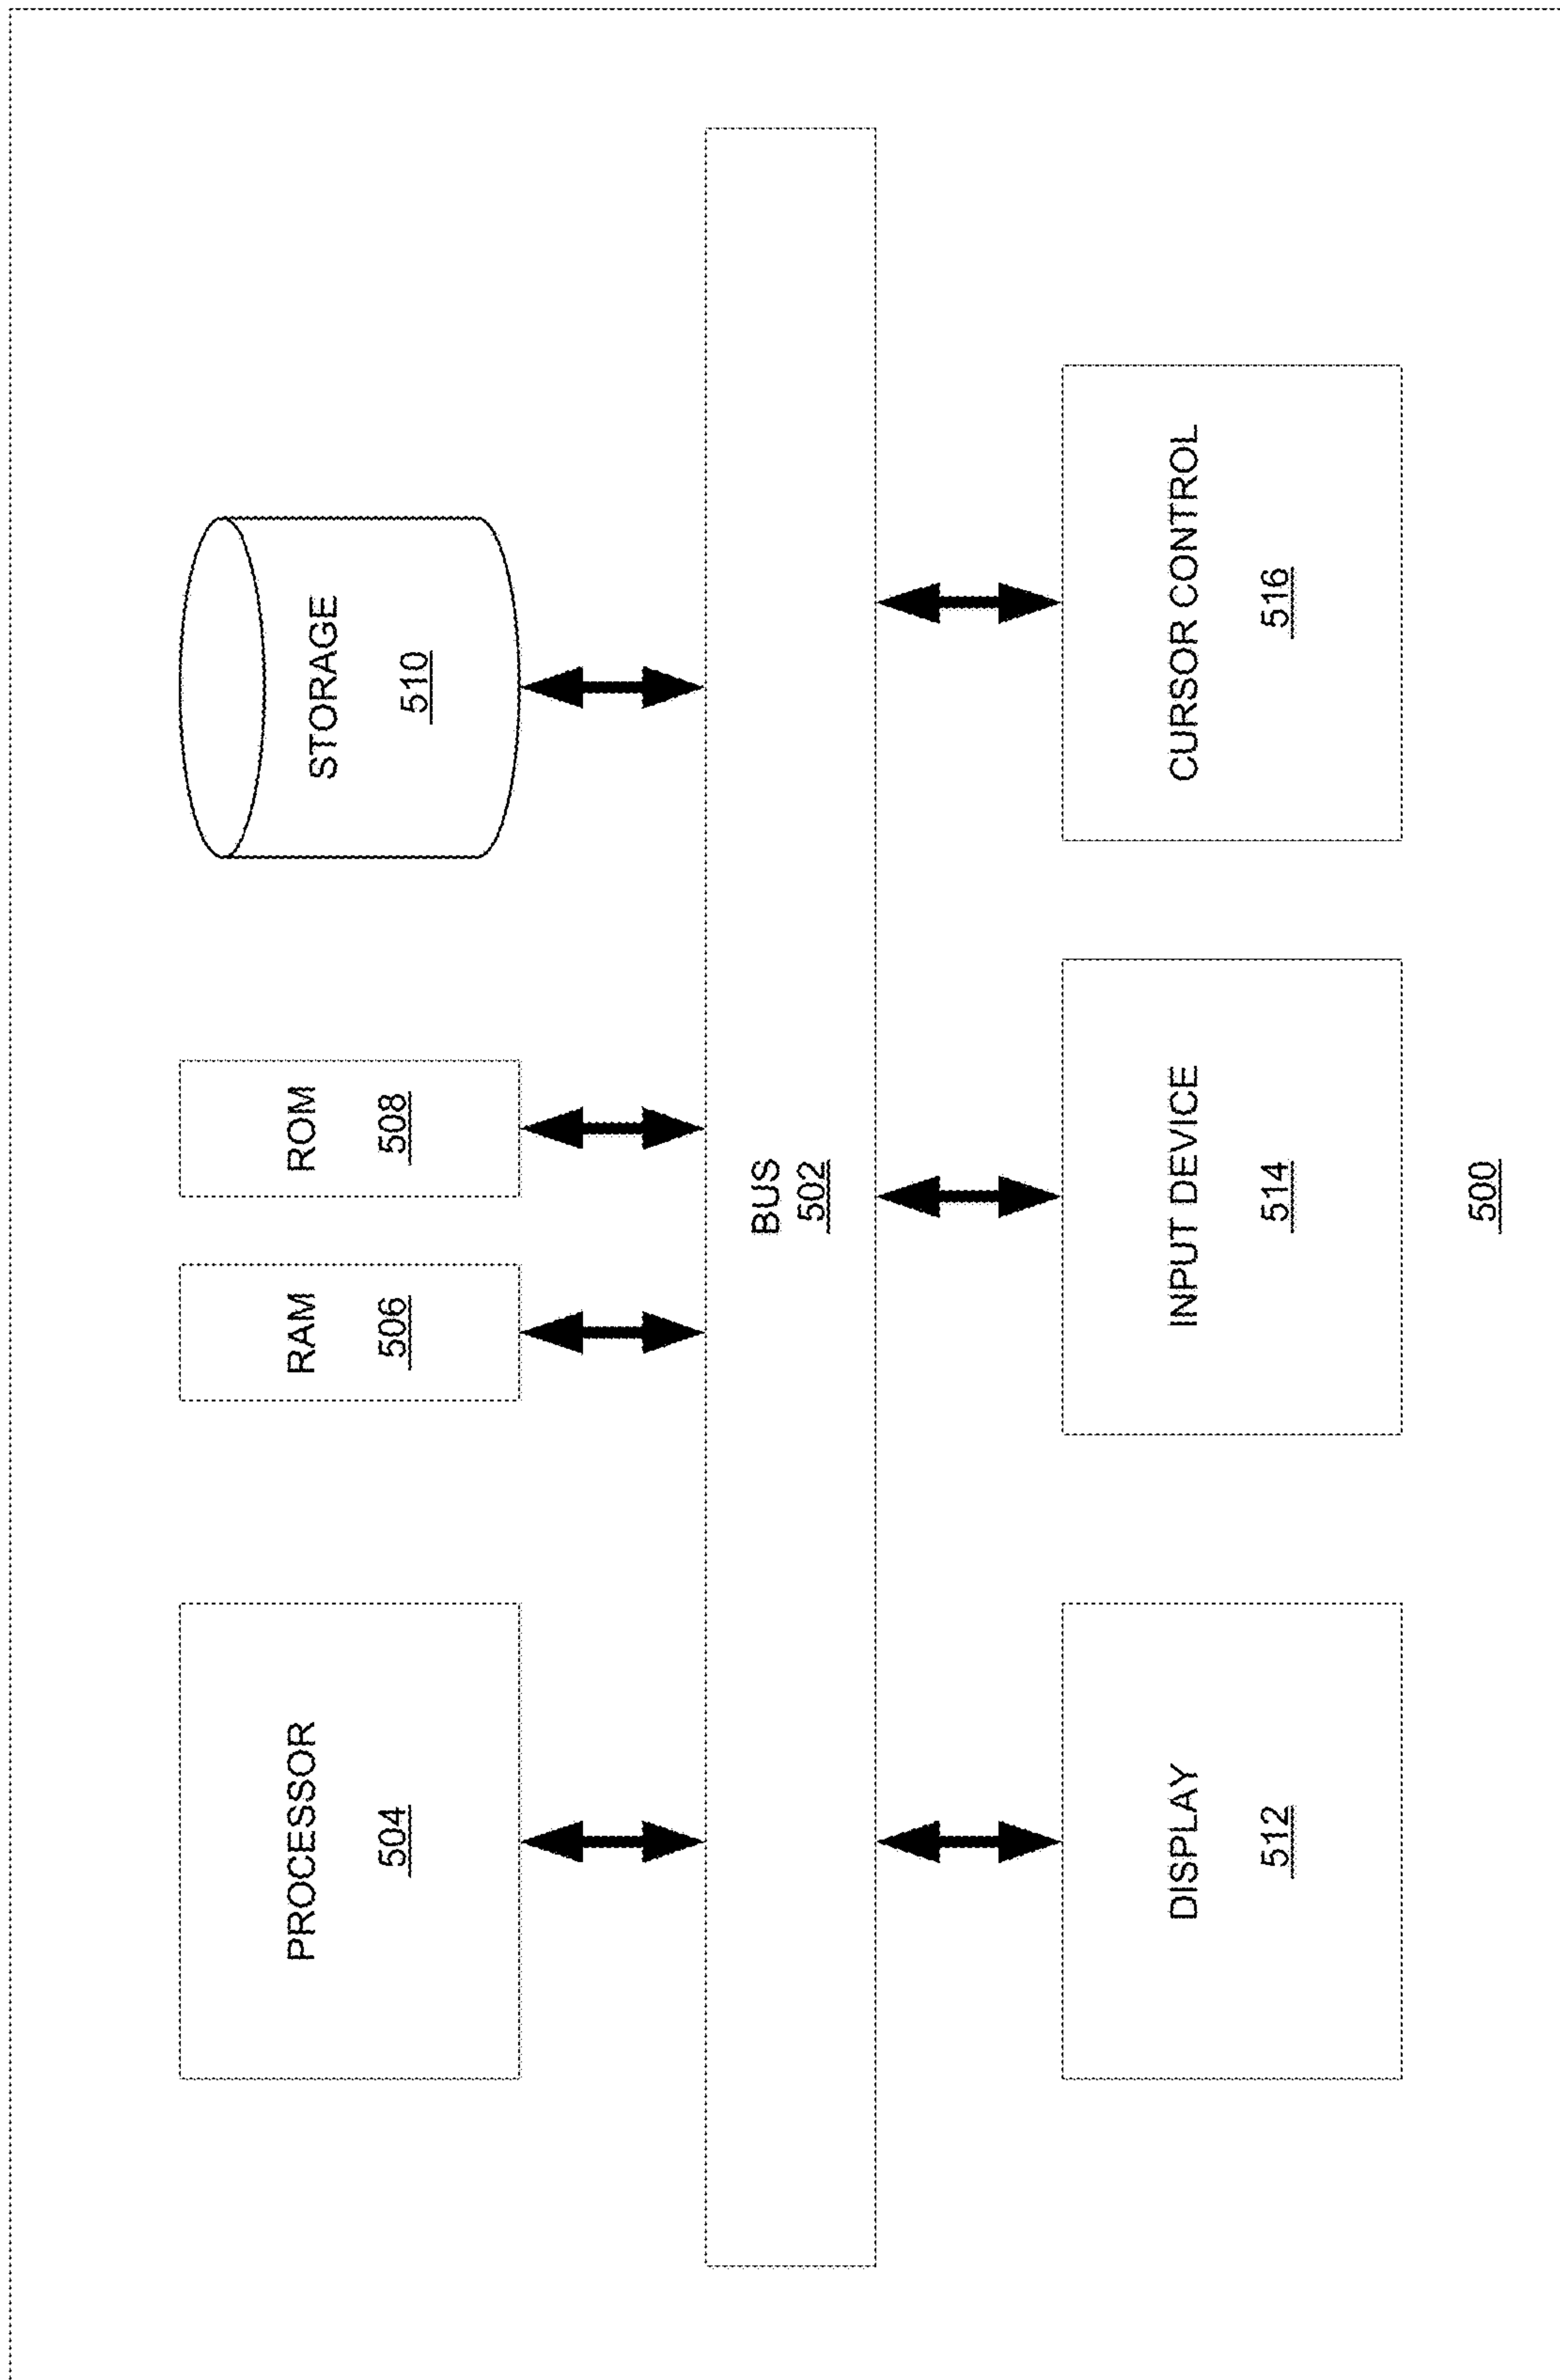 PROCESSOR
504
RAM
506
ROM
508
STORAGE
510
BUS
502
DISPLAY
512
INPUT DEVICE
514
CURSOR CONTROL
516
500